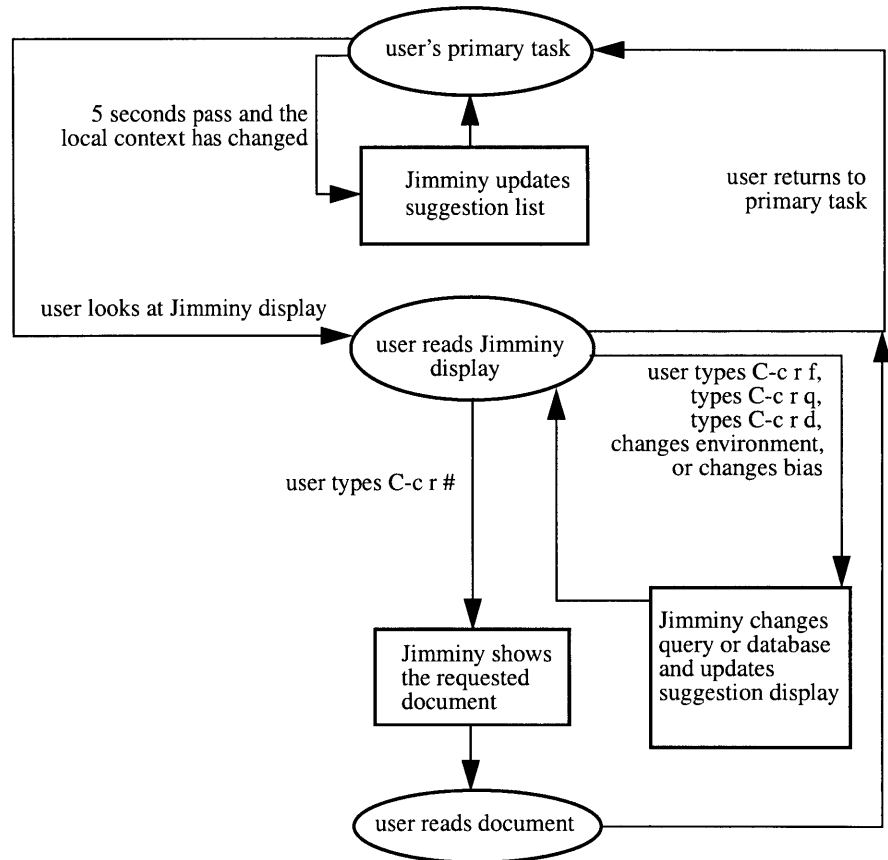 user's primary task
5 seconds pass and the
local context has changed
Jimminy updates
suggestion list
user returns to
primary task
user looks at Jimminy display
user reads Jimminy
display
user types C-c r f,
types C-c r q,
types C-c r d,
changes environment,
or changes bias
user types C-c r #
Jimminy shows
the requested
document
Jimminy changes
query or database
and updates
suggestion display
user reads document